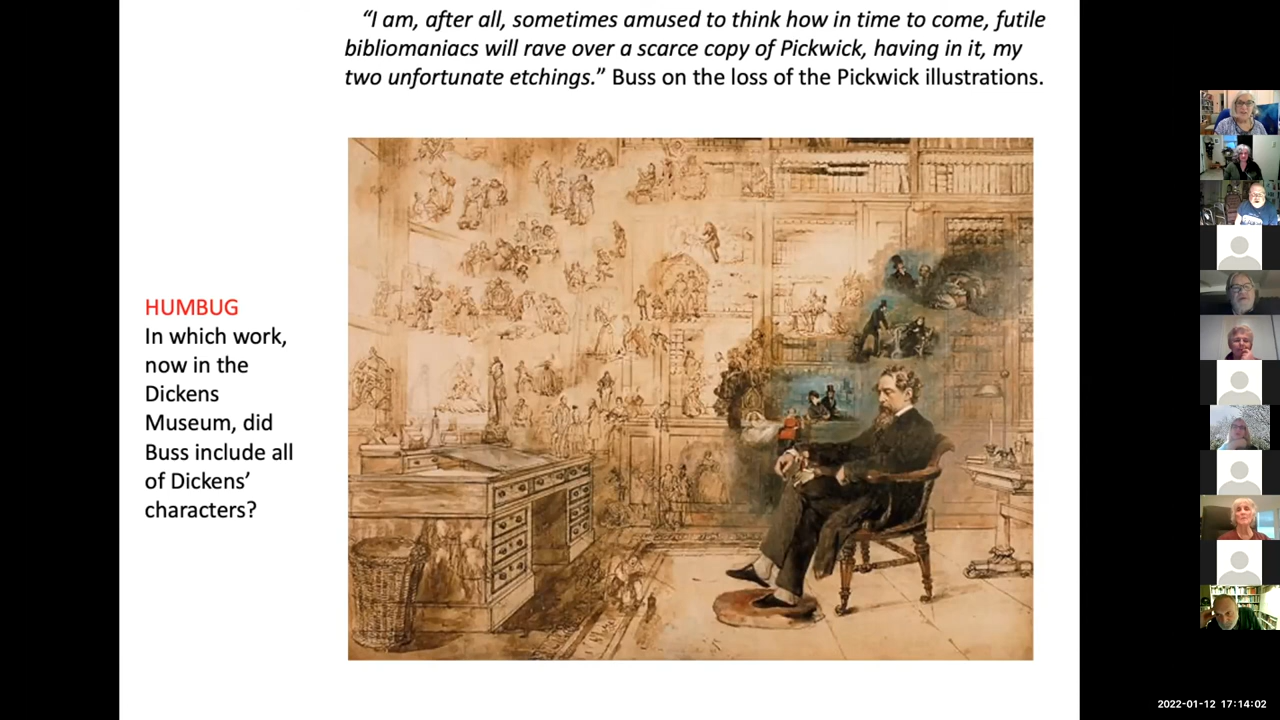 “I am, after all, sometimes amused to think how in time to come, futile
bibliomaniacs will rave over a scarce copy of Pickwick, having in it, my
two unfortunate etchings.” Buss on the loss of the Pickwick illustrations.
HUMBUG
In which work,
now in the
Dickens
Museum, did
Buss include all
of Dickens’
characters?
2022-01-12 17:14:02